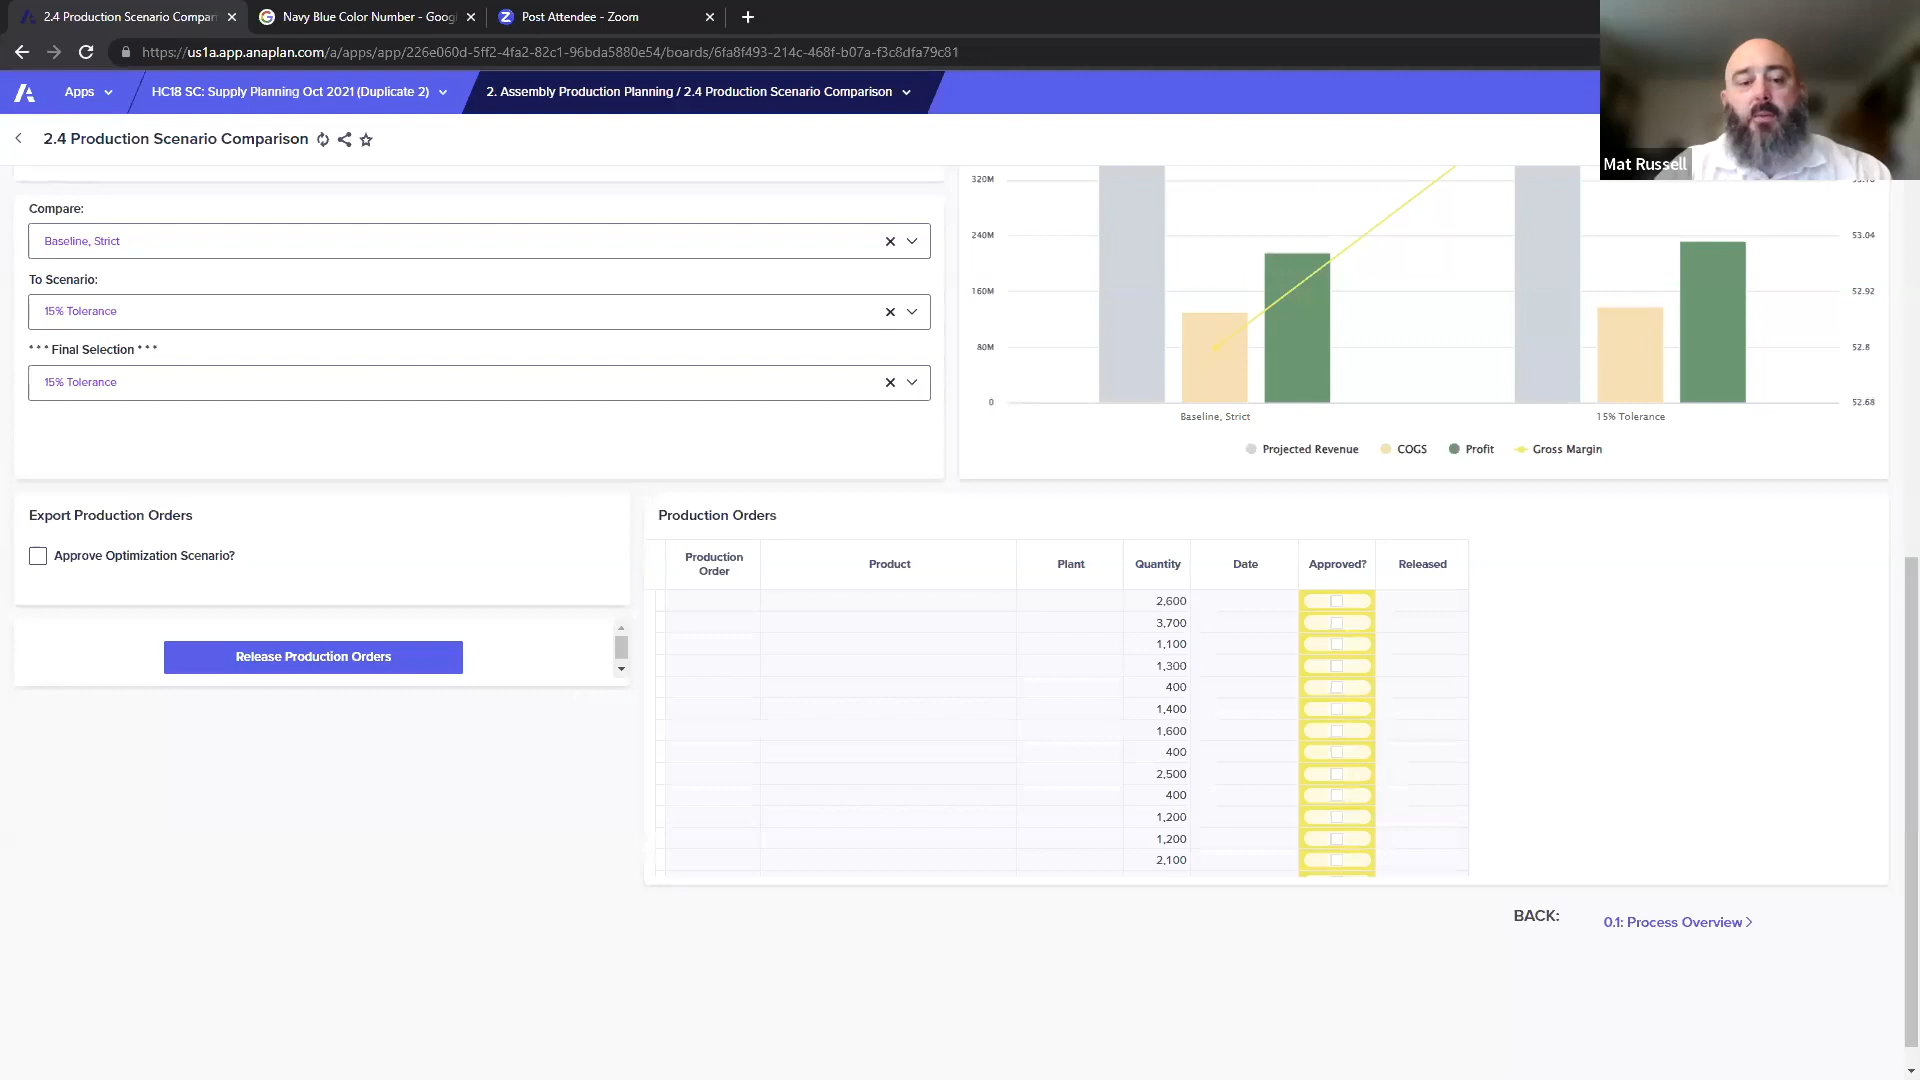 2.4 Production Scenario Compar
Navy Blue Color Number - Goog
Post Attendee - Zoom
https://us1a.app.anaplan.com/a/apps/app/226e060d-5ff2-4fa2-82c1-96bda5880e54/boards/6fa8f493-214c-468f-b07a-f3c8dfa79c81
Apps
HC18 SC: Supply Planning Oct 2021 (Duplicate 2)
2. Assembly Production Planning / 2.4 Production Scenario Comparison
2.4 Production Scenario Comparison
Mat Russell
Compare:
Baseline, Strict
To Scenario:
15% Tolerance
* * * Final Selection * * *
15% Tolerance
320M
240M
160M
80M
0
53.04
52.92
52.8
52.68
Baseline, Strict
15% Tolerance
Projected Revenue
COGS
Profit
Gross Margin
Export Production Orders
Approve Optimization Scenario?
Release Production Orders
Production Orders
Production Order
Product
Plant
Quantity
Date
Approved?
Released
2,600
3,700
1,100
1,300
400
1,400
1,600
400
2,500
400
1,200
1,200
2,100
BACK:
0.1: Process Overview